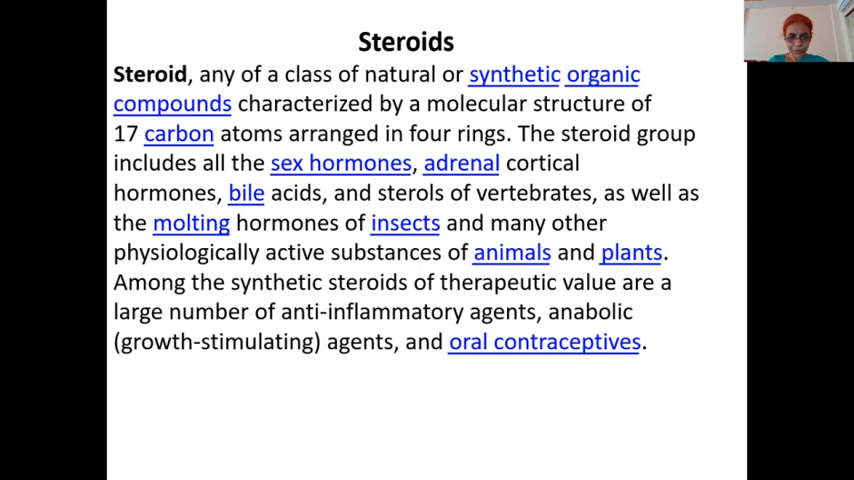 Steroids
Steroid, any of a class of natural or synthetic organic
compounds characterized by a molecular structure of
17 carbon atoms arranged in four rings. The steroid group
includes all the sex hormones, adrenal cortical
hormones, bile acids, and sterols of vertebrates, as well as
the molting hormones of insects and many other
physiologically active substances of animals and plants.
Among the synthetic steroids of therapeutic value are a
large number of anti-inflammatory agents, anabolic
(growth-stimulating) agents, and oral contraceptives.